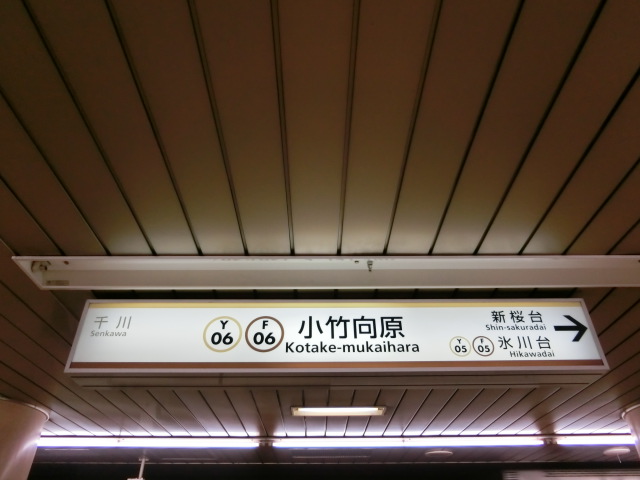 千川
Senkawa
Y
06
F
06
小竹向原
Kotake-mukaihara
新桜台
Shin-sakuradai
Y
05
F
05
氷川台
Hikawadai